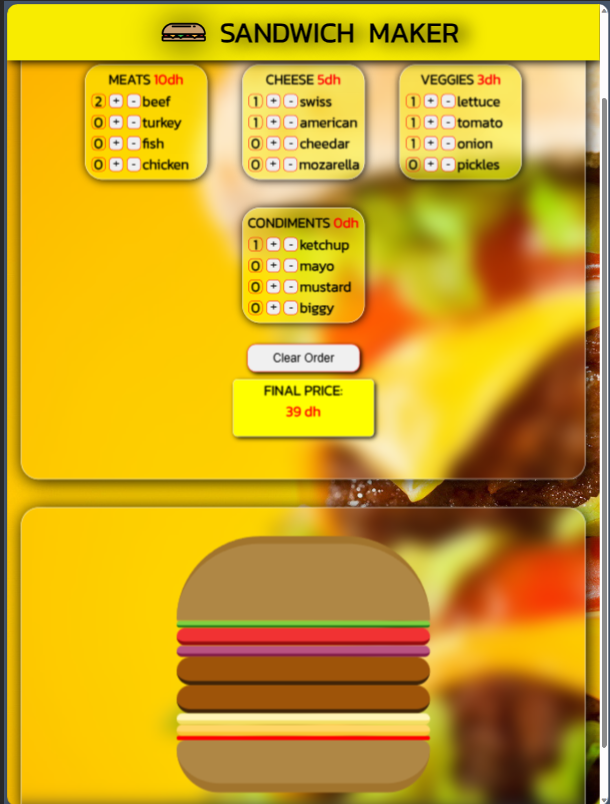 SANDWICH MAKER
MEATS 10dh
2 + - beef
0 + - turkey
0 + - fish
0 + - chicken
CHEESE 5dh
1 + - swiss
1 + - american
0 + - cheedar
0 + - mozarella
VEGGIES 3dh
1 + - lettuce
1 + - tomato
1 + - onion
0 + - pickles
CONDIMENTS 0dh
1 + - ketchup
0 + - mayo
0 + - mustard
0 + - biggy
Clear Order
FINAL PRICE:
39 dh